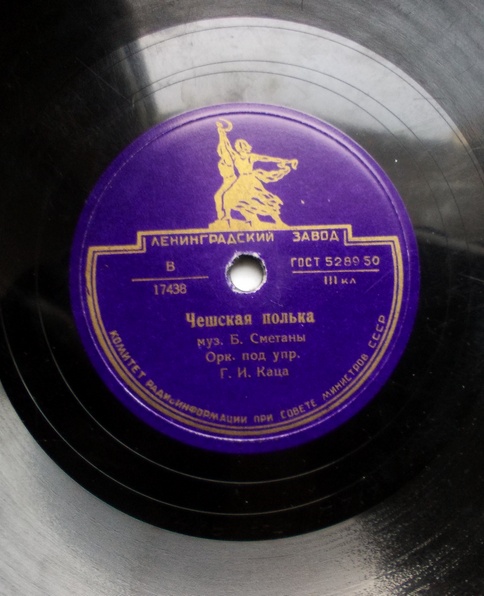 ЛЕНИНГРАДСКИЙ ЗАВОД
В
17438
ГОСТ 5289 50
III кл
Чешская полька
муз. Б. Сметаны
Орк. под упр.
Г. И. Каца
КОМИТЕТ РАДИОИНФОРМАЦИИ ПРИ СОВЕТЕ МИНИСТРОВ СССР